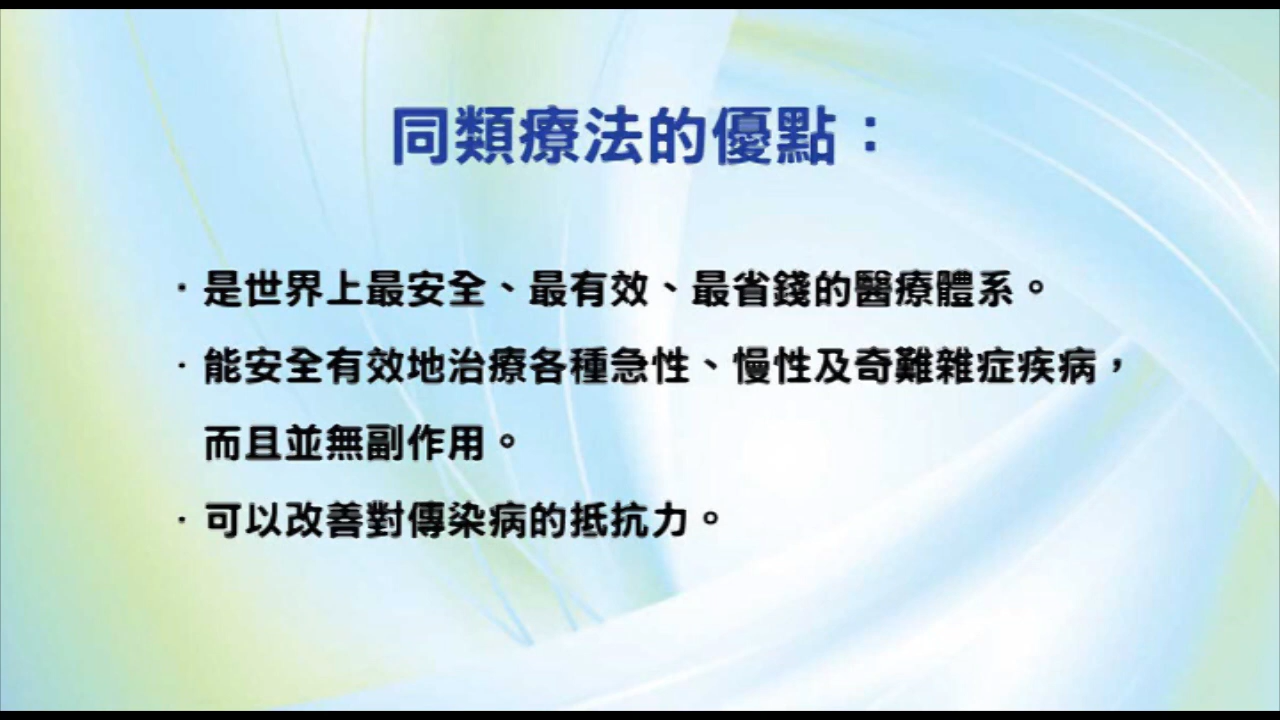 同類療法的優點：
·是世界上最安全、最有效、最省錢的醫療體系。
·能安全有效地治療各種急性、慢性及奇難雜症疾病，
而且並無副作用。
·可以改善對傳染病的抵抗力。